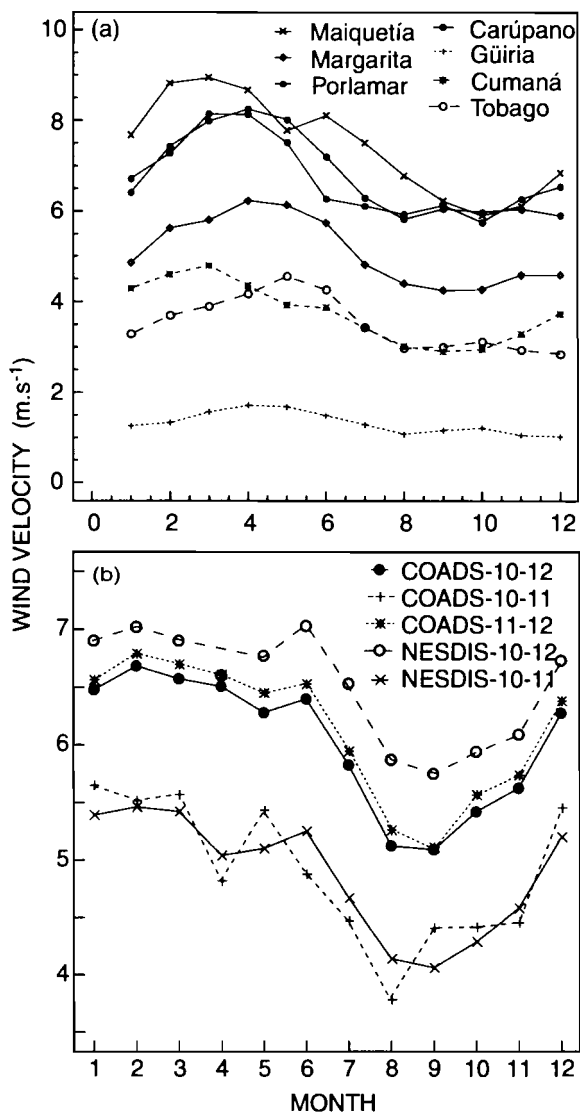 (a)
Maiquetía
Margarita
Porlamar
Carúpano
Güiria
Cumaná
Tobago
10
8
6
4
2
0
0 2 4 6 8 10 12
WIND VELOCITY (m.s-1)
(b)
COADS-10-12
COADS-10-11
COADS-11-12
NESDIS-10-12
NESDIS-10-11
7
6
5
4
1 2 3 4 5 6 7 8 9 10 11 12
MONTH